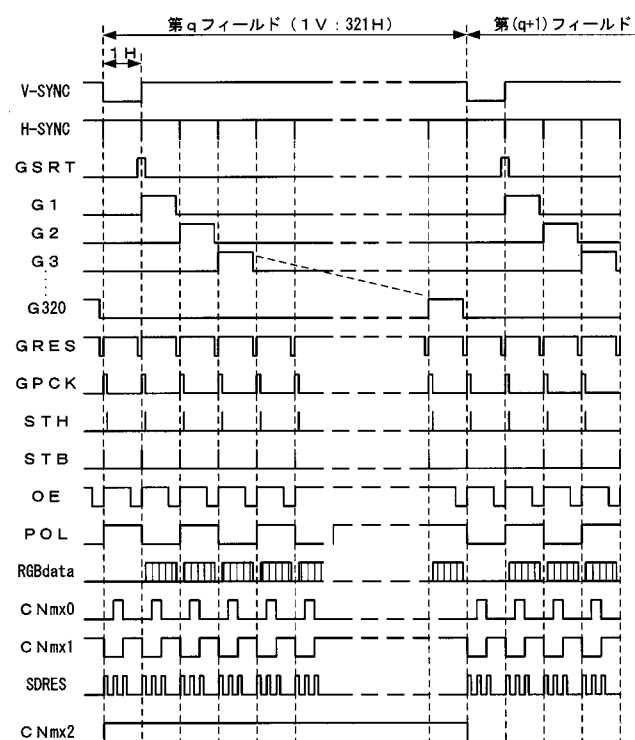 第qフィールド(1V:321H)
第(q+1)フィールド
1H
V-SYNC
H-SYNC
GSRT
G1
G2
G3
G320
GRES
GPCK
STH
STB
OE
POL
RGBdata
CNmx0
CNmx1
SDRES
CNmx2